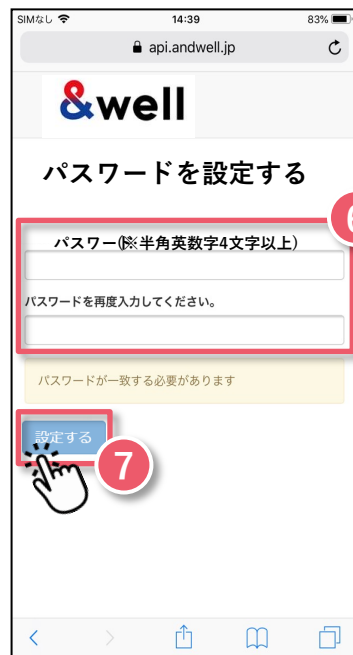 SIMなし 14:39 83%
api.andwell.jp
&well
パスワードを設定する
6
パスワード(※半角英数字4文字以上)
パスワードを再度入力してください。
パスワードが一致する必要があります
設定する
7